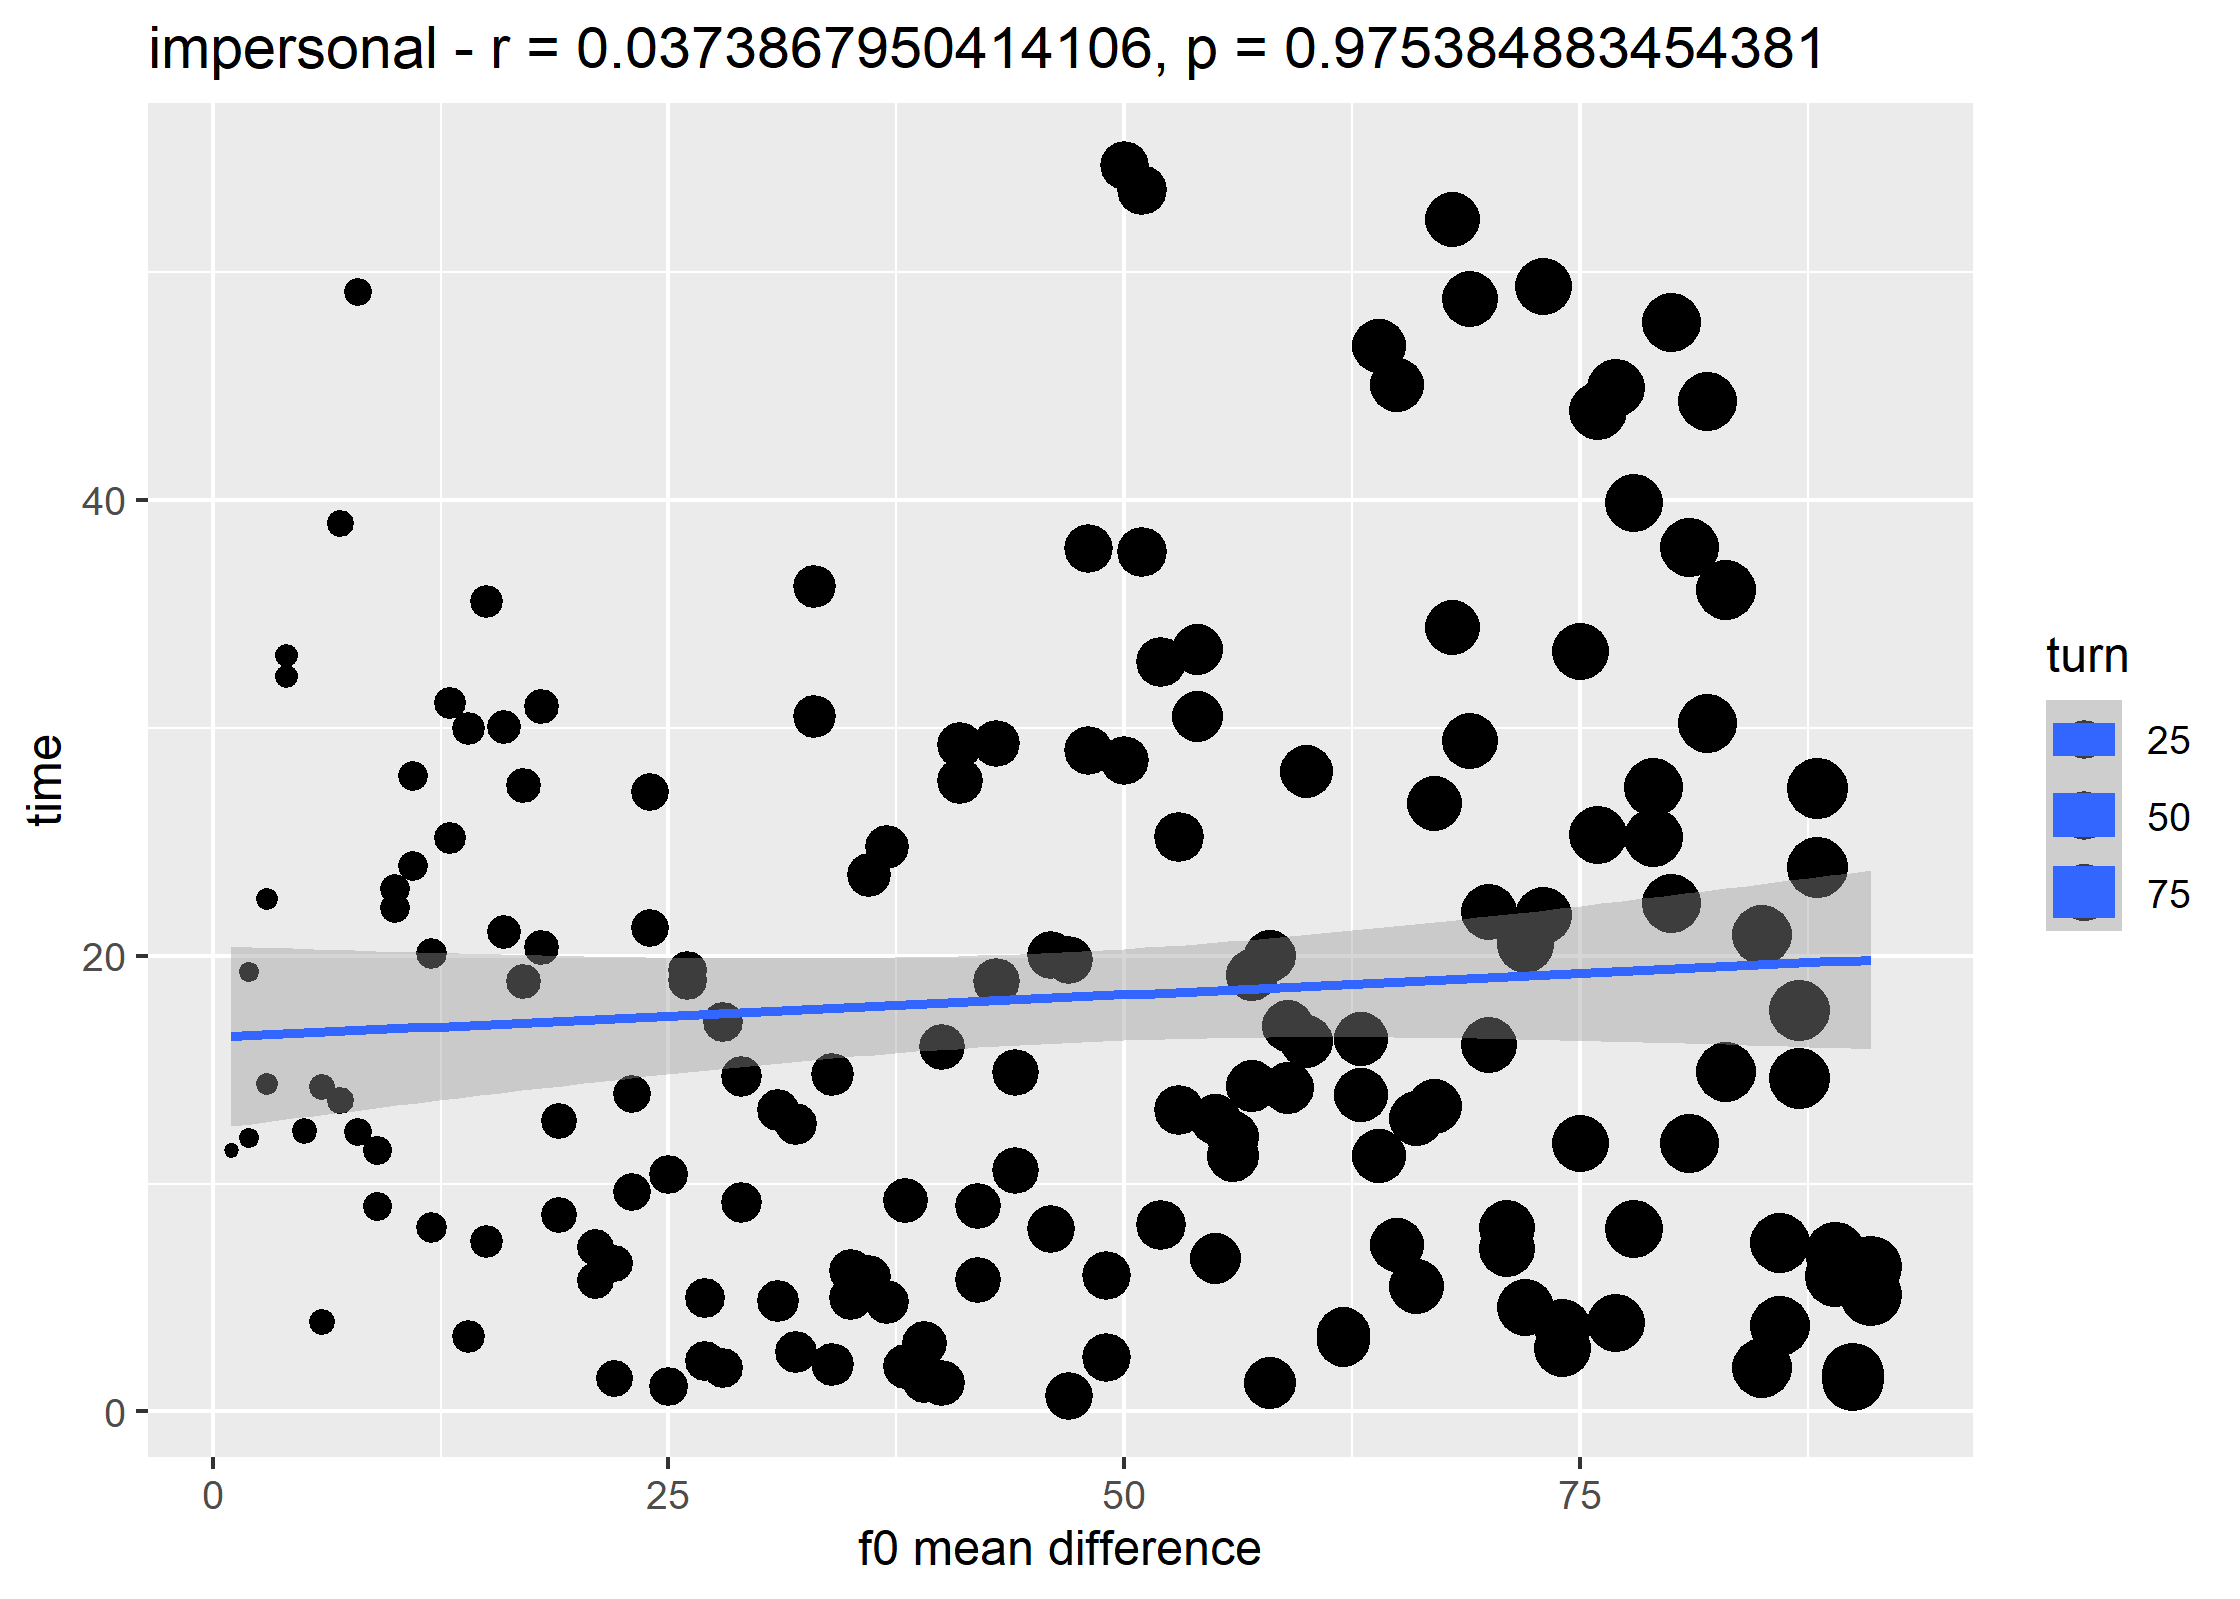 impersonal - r = 0.0373867950414106, p = 0.975384883454381
time
40
20
0
0 25 50 75
f0 mean difference
turn
25
50
75